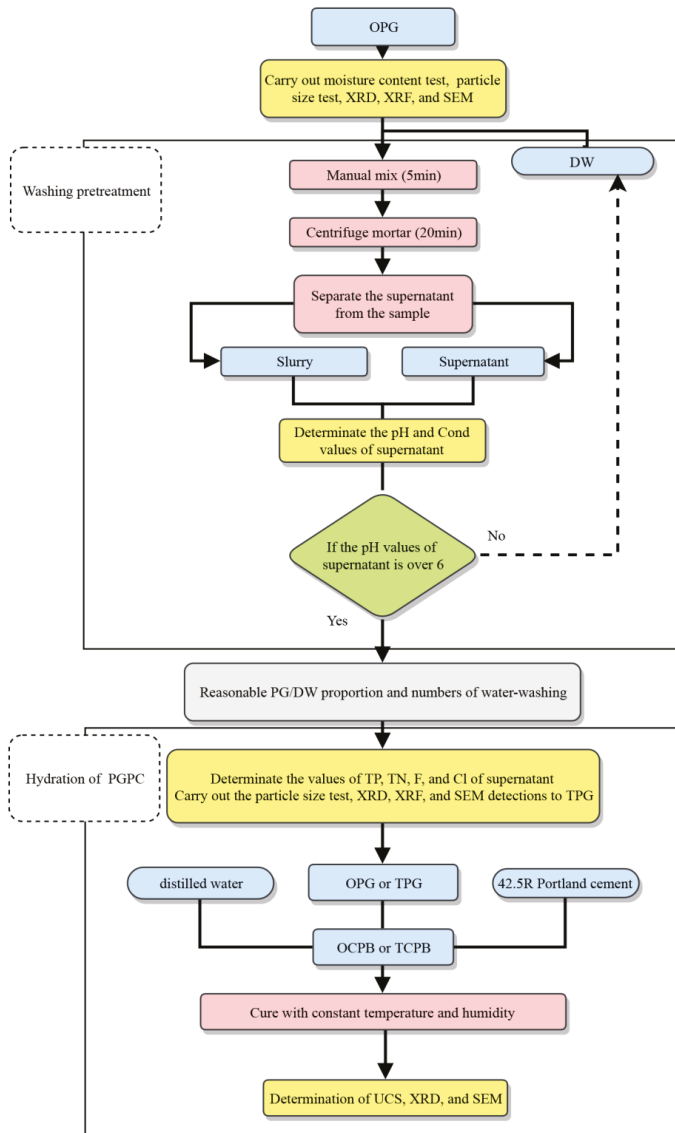 OPG
Carry out moisture content test, particle
size test, XRD, XRF, and SEM
Washing pretreatment
DW
Manual mix (5min)
Centrifuge mortar (20min)
Separate the supernatant
from the sample
Slurry
Supernatant
Determinate the pH and Cond
values of supernatant
If the pH values of
supernatant is over 6
No
Yes
Reasonable PG/DW proportion and numbers of water-washing
Hydration of PGPC
Determinate the values of TP, TN, F, and Cl of supernatant
Carry out the particle size test, XRD, XRF, and SEM detections to TPG
distilled water
OPG or TPG
42.5R Portland cement
OCPB or TCPB
Cure with constant temperature and humidity
Determination of UCS, XRD, and SEM